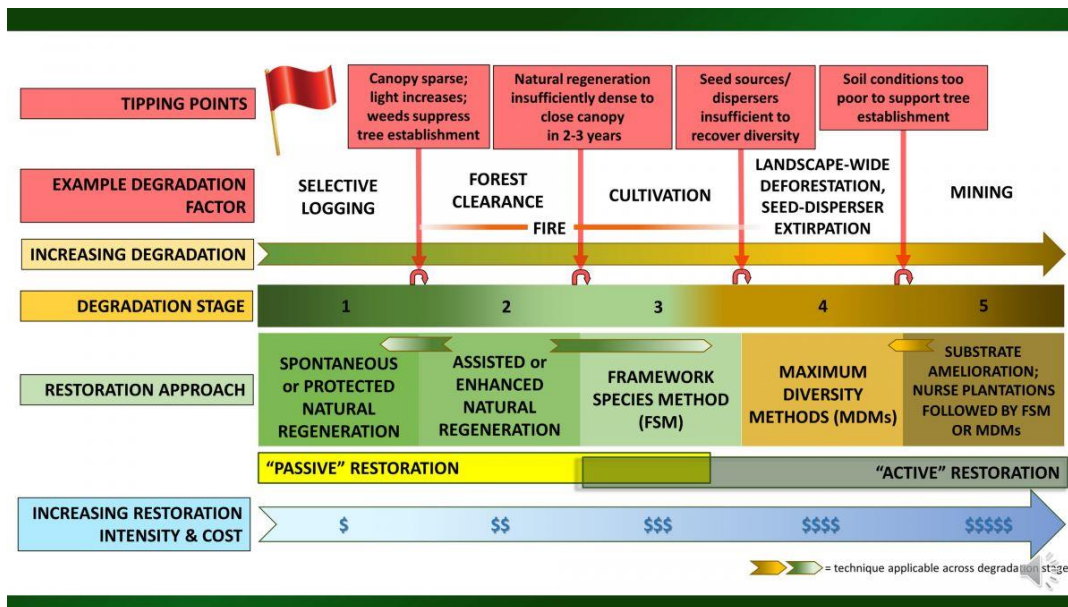 TIPPING POINTS
Canopy sparse;
light increases;
weeds suppress
tree establishment
Natural regeneration
insufficiently dense to
close canopy
in 2-3 years
Seed sources/
dispersers
insufficient to
recover diversity
Soil conditions too
poor to support tree
establishment
EXAMPLE DEGRADATION
FACTOR
SELECTIVE
LOGGING
FOREST
CLEARANCE
FIRE
CULTIVATION
LANDSCAPE-WIDE
DEFORESTATION,
SEED-DISPERSER
EXTIRPATION
MINING
INCREASING DEGRADATION
DEGRADATION STAGE
1
2
3
4
5
RESTORATION APPROACH
SPONTANEOUS
or PROTECTED
NATURAL
REGENERATION
ASSISTED or
ENHANCED
NATURAL
REGENERATION
FRAMEWORK
SPECIES METHOD
(FSM)
MAXIMUM
DIVERSITY
METHODS (MDMs)
SUBSTRATE
AMELIORATION;
NURSE PLANTATIONS
FOLLOWED BY FSM
OR MDMs
"PASSIVE" RESTORATION
"ACTIVE" RESTORATION
INCREASING RESTORATION
INTENSITY & COST
$
$$
$$$
$$$$
$$$$$
= technique applicable across degradation stage